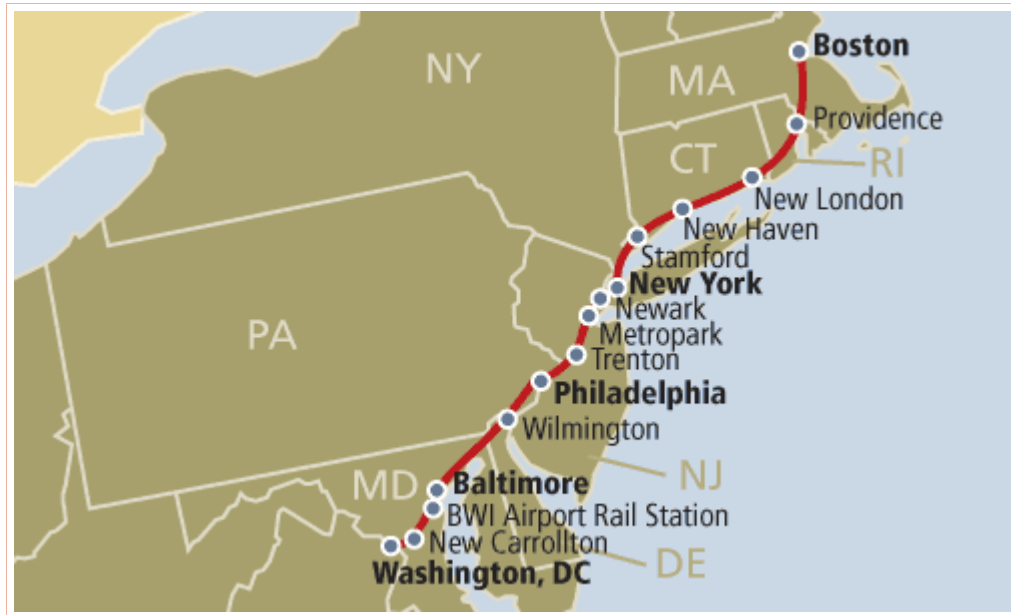 Boston
NY
MA
Providence
CT
RI
New London
New Haven
Stamford
New York
Newark
PA
Metropark
Trenton
Philadelphia
Wilmington
NJ
MD
Baltimore
BWI Airport Rail Station
New Carrollton
DE
Washington, DC